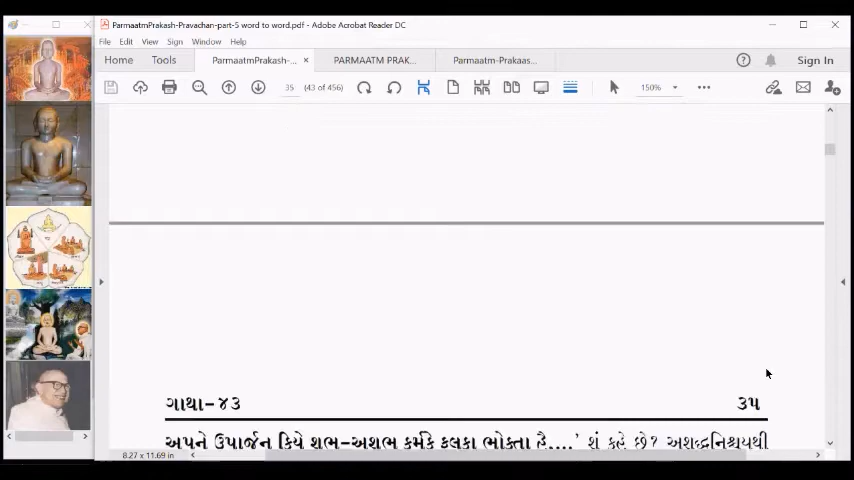 ParmaatmPrakash-Pravachan-part-5 word to word.pdf - Adobe Acrobat Reader DC
File Edit View Sign Window Help
Home Tools ParmaatmPrakash-... × PARMAATM PRAK... Parmaatm-Prakaas... Sign In
35 (43 of 456) 150%
ગાથા-૪૩ ૩૫
અપને ઉપાર્જન કિયે શુભ-અશુભ કર્મકે ફલકા ભોક્તા હૈ....' શું કહે છે? અશુદ્ધનિશ્ચયથી
8.27 x 11.69 in